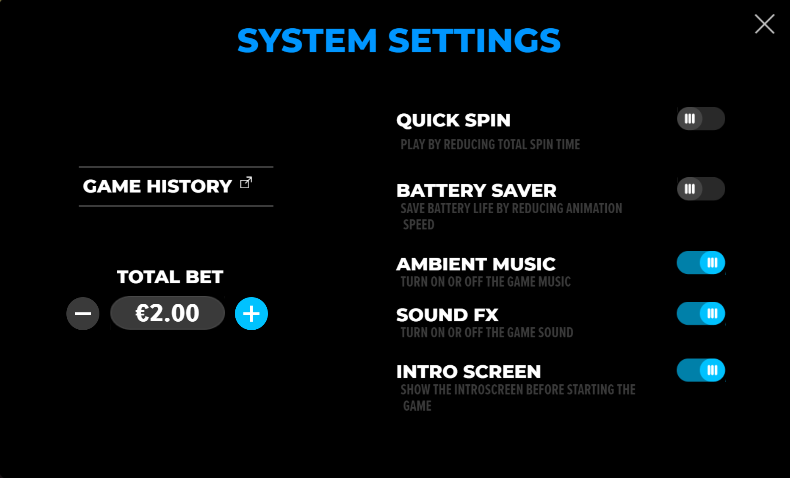 SYSTEM SETTINGS
GAME HISTORY
TOTAL BET
€2.00
QUICK SPIN
PLAY BY REDUCING TOTAL SPIN TIME
BATTERY SAVER
SAVE BATTERY LIFE BY REDUCING ANIMATION
SPEED
AMBIENT MUSIC
TURN ON OR OFF THE GAME MUSIC
SOUND FX
TURN ON OR OFF THE GAME SOUND
INTRO SCREEN
SHOW THE INTROSCREEN BEFORE STARTING THE
GAME